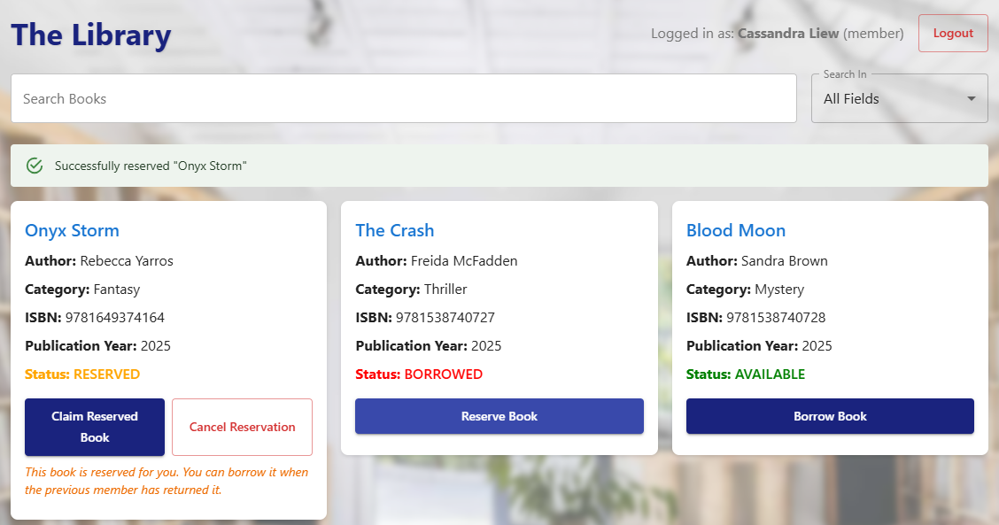 The Library
Logged in as: Cassandra Liew (member)
Logout
Search Books
Search In
All Fields
Successfully reserved "Onyx Storm"
Onyx Storm
Author: Rebecca Yarros
Category: Fantasy
ISBN: 9781649374164
Publication Year: 2025
Status: RESERVED
Claim Reserved
Book
Cancel Reservation
This book is reserved for you. You can borrow it when
the previous member has returned it.
The Crash
Author: Freida McFadden
Category: Thriller
ISBN: 9781538740727
Publication Year: 2025
Status: BORROWED
Reserve Book
Blood Moon
Author: Sandra Brown
Category: Mystery
ISBN: 9781538740728
Publication Year: 2025
Status: AVAILABLE
Borrow Book